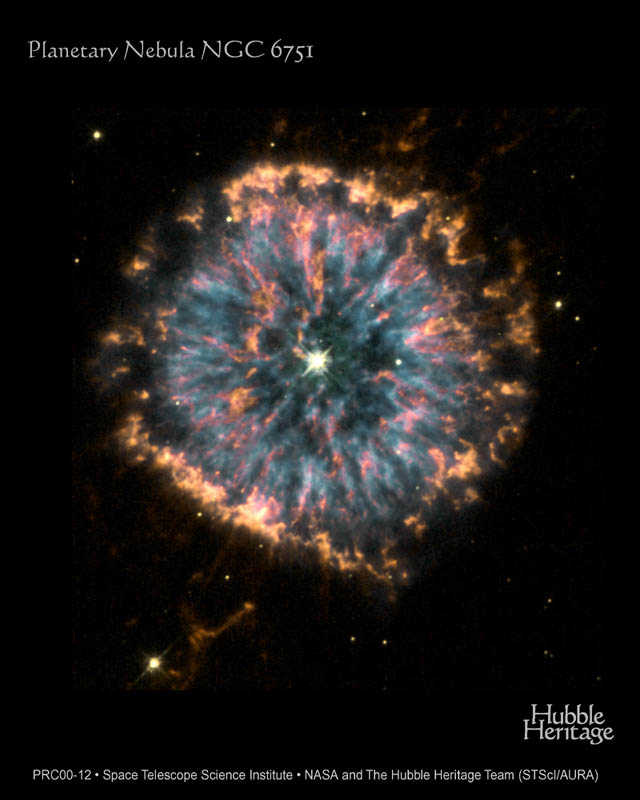 Planetary Nebula NGC 6751
Hubble
Heritage
PRC00-12 • Space Telescope Science Institute • NASA and The Hubble Heritage Team (STScI/AURA)